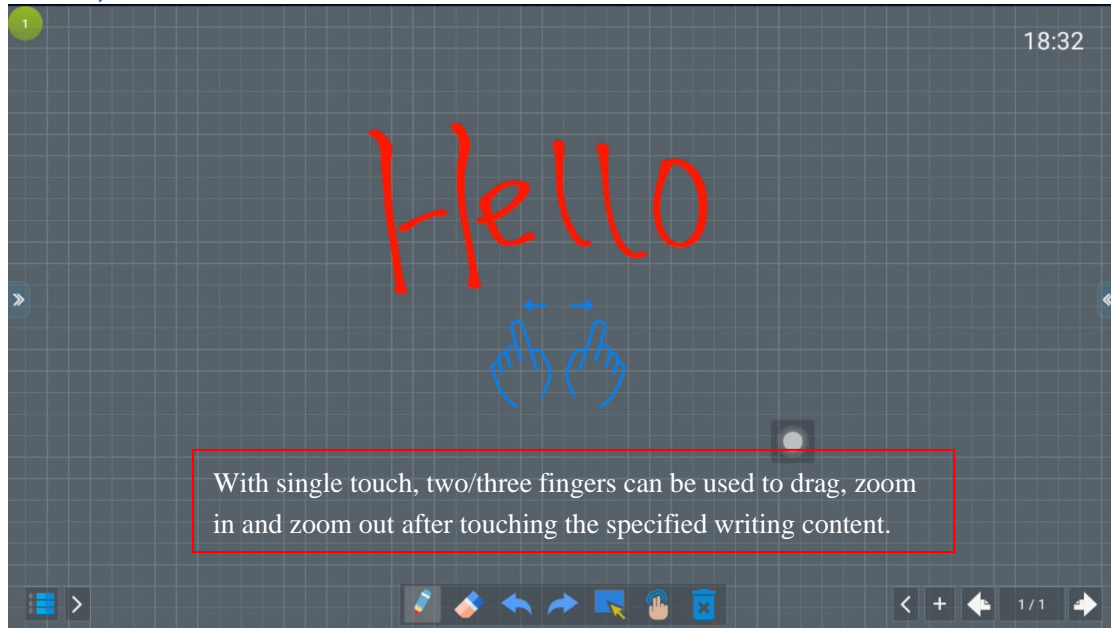 1
18:32
Hello
With single touch, two/three fingers can be used to drag, zoom
in and zoom out after touching the specified writing content.
1/1